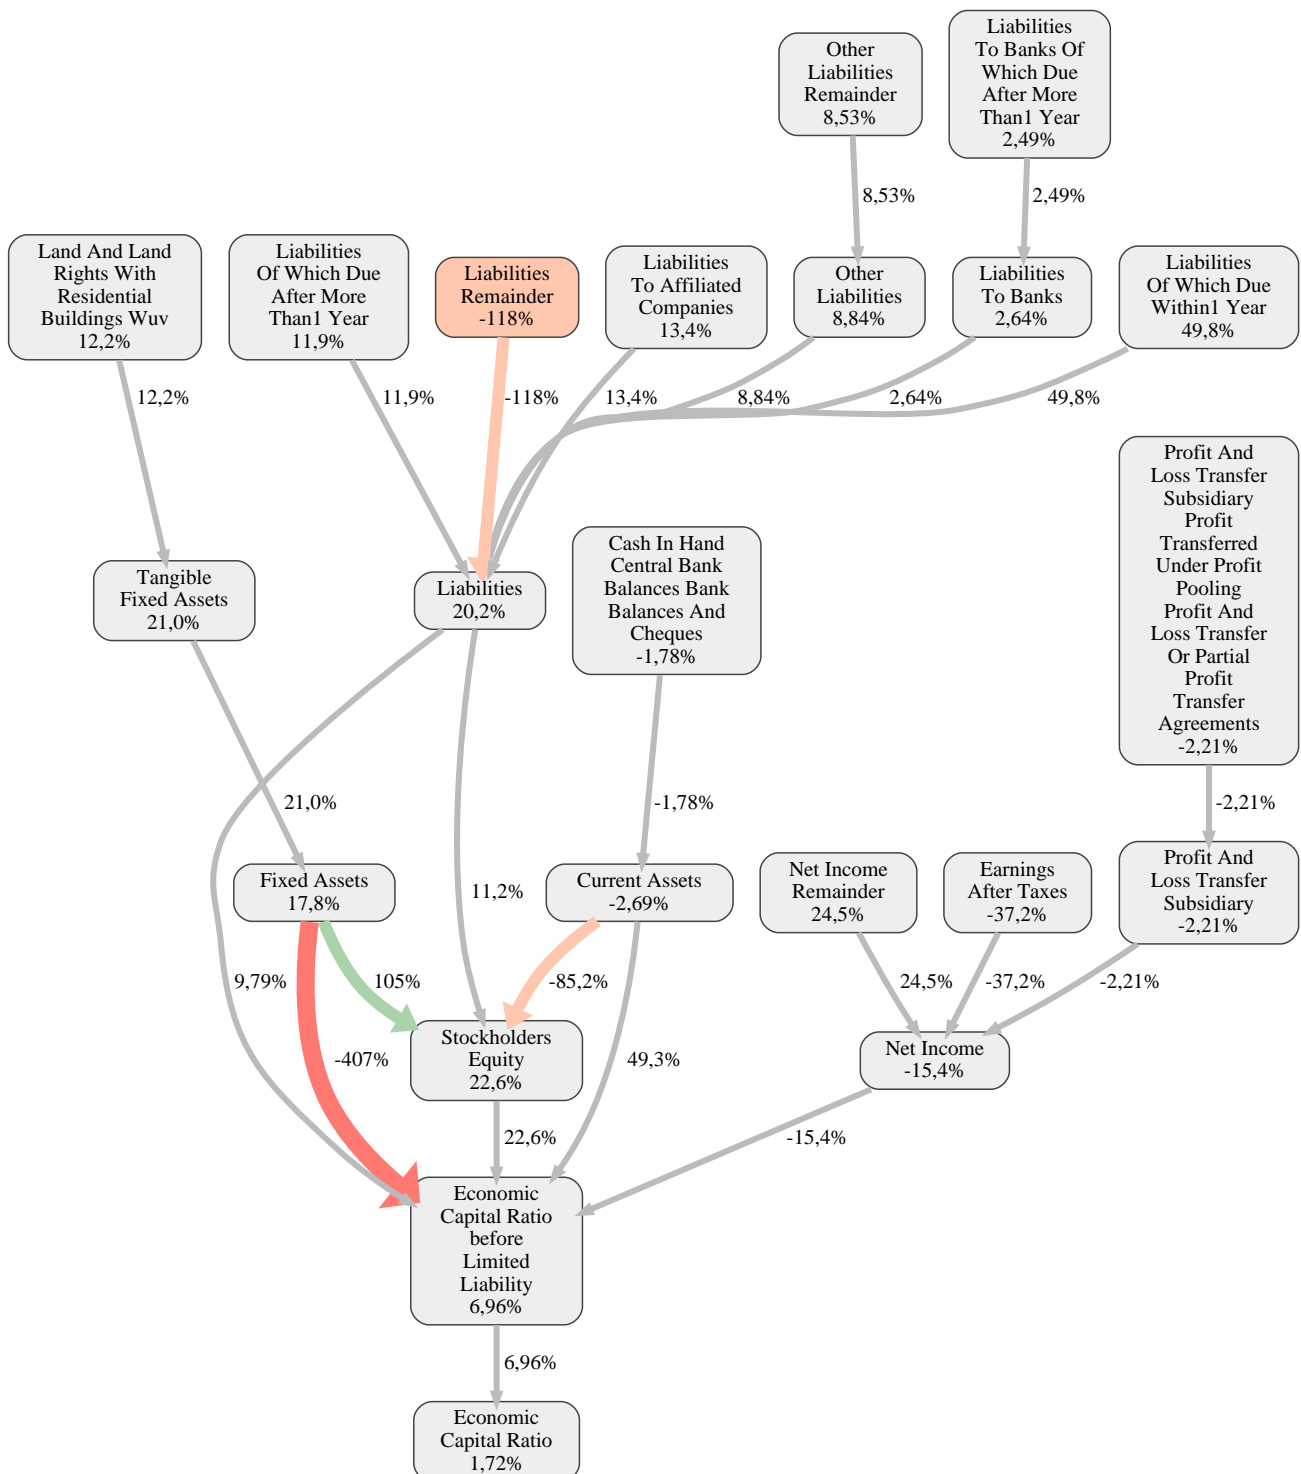 Other
Liabilities
Remainder
8,53%
Liabilities
To Banks Of
Which Due
After More
Than1 Year
2,49%
8,53%
2,49%
Land And Land
Rights With
Residential
Buildings Wuv
12,2%
Liabilities
Of Which Due
After More
Than1 Year
11,9%
Liabilities
Remainder
-118%
Liabilities
To Affiliated
Companies
13,4%
Other
Liabilities
8,84%
Liabilities
To Banks
2,64%
Liabilities
Of Which Due
Within1 Year
49,8%
12,2%
11,9%
-118%
13,4%
8,84%
2,64%
49,8%
Profit And
Loss Transfer
Subsidiary
Profit
Transferred
Under Profit
Pooling
Profit And
Loss Transfer
Or Partial
Profit
Transfer
Agreements
-2,21%
Cash In Hand
Central Bank
Balances Bank
Balances And
Cheques
-1,78%
Tangible
Fixed Assets
21,0%
Liabilities
20,2%
21,0%
-1,78%
-2,21%
Fixed Assets
17,8%
11,2%
Current Assets
-2,69%
Net Income
Remainder
24,5%
Earnings
After Taxes
-37,2%
Profit And
Loss Transfer
Subsidiary
-2,21%
9,79%
105%
-85,2%
24,5%
-37,2%
-2,21%
-407%
Stockholders
Equity
22,6%
49,3%
Net Income
-15,4%
22,6%
-15,4%
Economic
Capital Ratio
before
Limited
Liability
6,96%
6,96%
Economic
Capital Ratio
1,72%